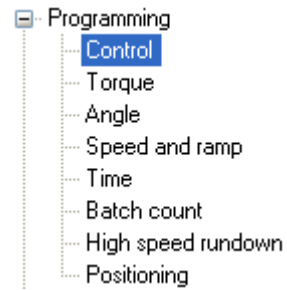 Programming
Control
Torque
Angle
Speed and ramp
Time
Batch count
High speed rundown
Positioning